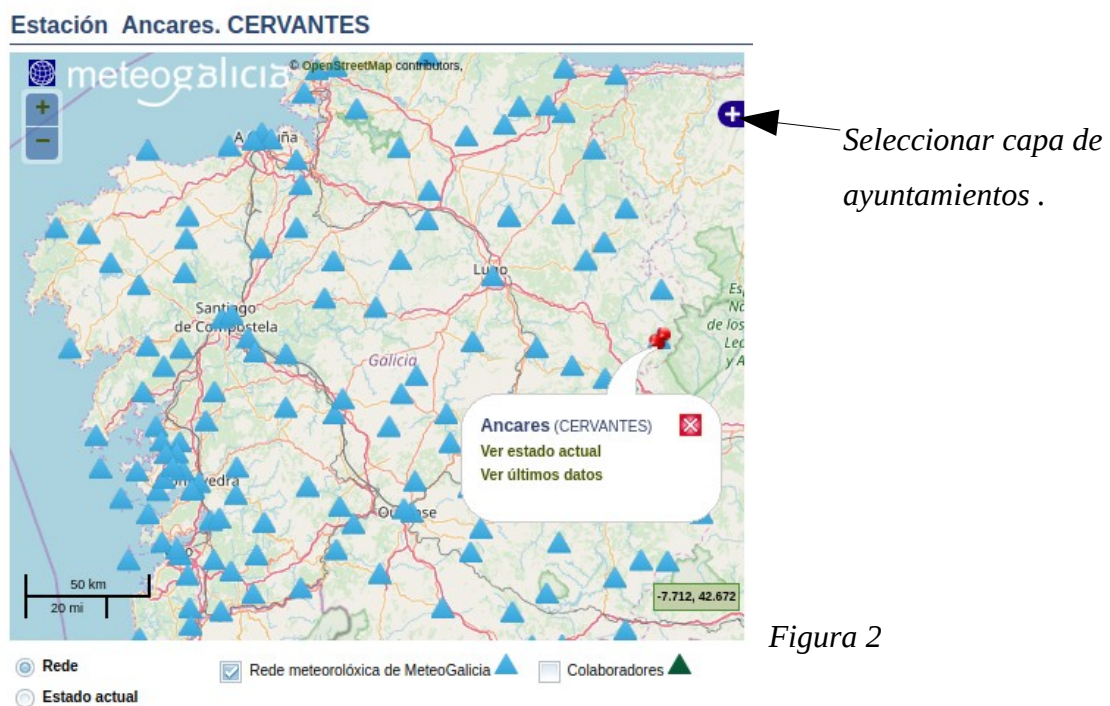 Estación Ancares. CERVANTES
meteogalicia
© OpenStreetMap contributors,
+
−
+
Seleccionar capa de
ayuntamientos .
Lugo
Santiago
de Compostela
Galicia
de los
Ancares (CERVANTES)
Ver estado actual
Ver últimos datos
50 km
20 mi
-7.712, 42.672
Figura 2
Rede
Rede meteorolóxica de MeteoGalicia
Colaboradores
Estado actual